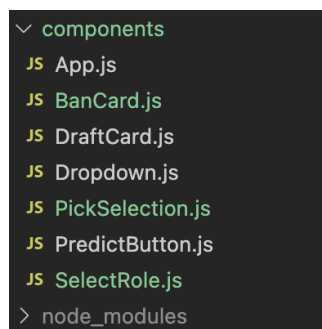 components
JS App.js
JS BanCard.js
JS DraftCard.js
JS Dropdown.js
JS PickSelection.js
JS PredictButton.js
JS SelectRole.js
node_modules